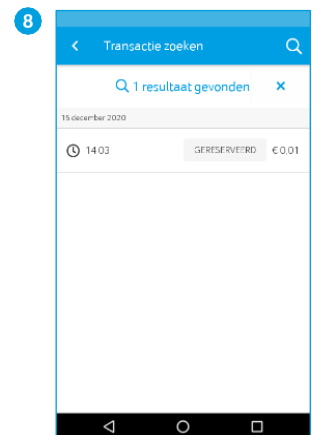 8
Transactie zoeken
1 resultaat gevonden
15 december 2020
14:03 GERESERVEERD € 0,01